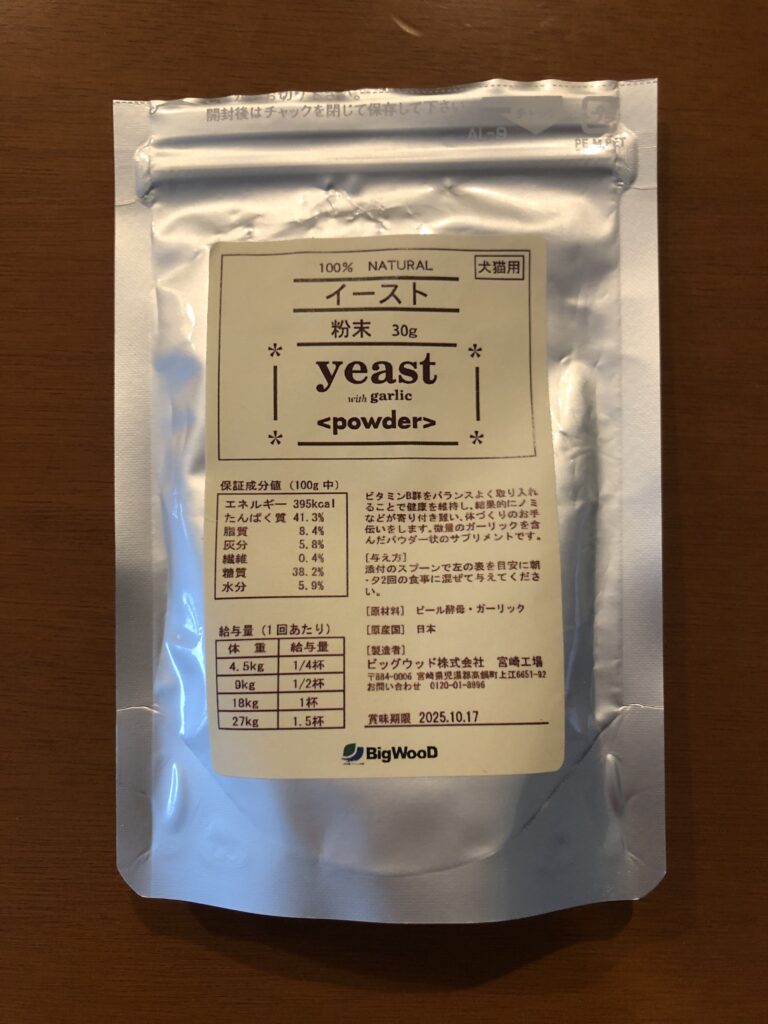 開封後はチャックを閉じて保存して下さい
AL-9
PE M,PET
100% NATURAL
犬猫用
イースト
粉末 30g
* *
yeast
with garlic
<powder>
* *
保証成分値 (100g 中)
エネルギー 395kcal
たんぱく質 41.3%
脂質 8.4%
灰分 5.8%
繊維 0.4%
糖質 38.2%
水分 5.9%
給与量 (1回あたり)
体 重 給与量
4.5kg 1/4杯
9kg 1/2杯
18kg 1杯
27kg 1.5杯
ビタミンB群をバランスよく取り入れ
ることで健康を維持し、結果的にノミ
などが寄り付き難い、体づくりのお手
伝いをします。微量のガーリックを含
んだパウダー状のサプリメントです。
[与え方]
添付のスプーンで左の表を目安に朝
・夕2回の食事に混ぜて与えてくださ
い。
[原材料] ビール酵母・ガーリック
[原産国] 日本
[製造者]
ビッグウッド株式会社 宮崎工場
〒884-0006 宮崎県児湯郡高鍋町上江6651-92
お問い合わせ 0120-01-8996
賞味期限 2025.10.17
BigWooD